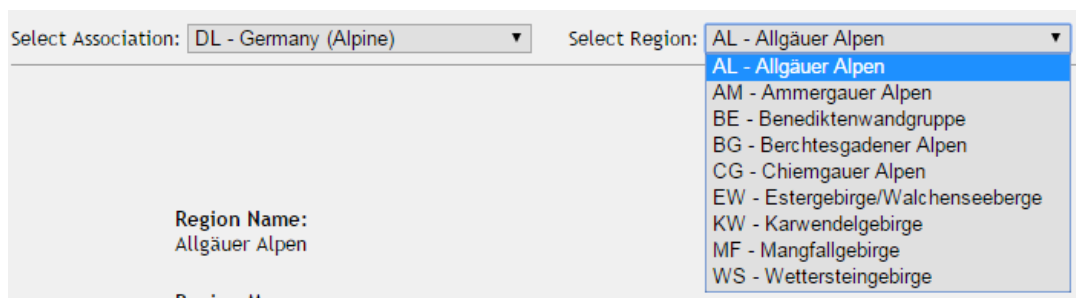 Select Association: DL - Germany (Alpine) Select Region: AL - Allgäuer Alpen
AL - Allgäuer Alpen
AM - Ammergauer Alpen
BE - Benediktenwandgruppe
BG - Berchtesgadener Alpen
CG - Chiemgauer Alpen
EW - Estergebirge/Walchenseeberge
KW - Karwendelgebirge
MF - Mangfallgebirge
WS - Wettersteingebirge
Region Name:
Allgäuer Alpen